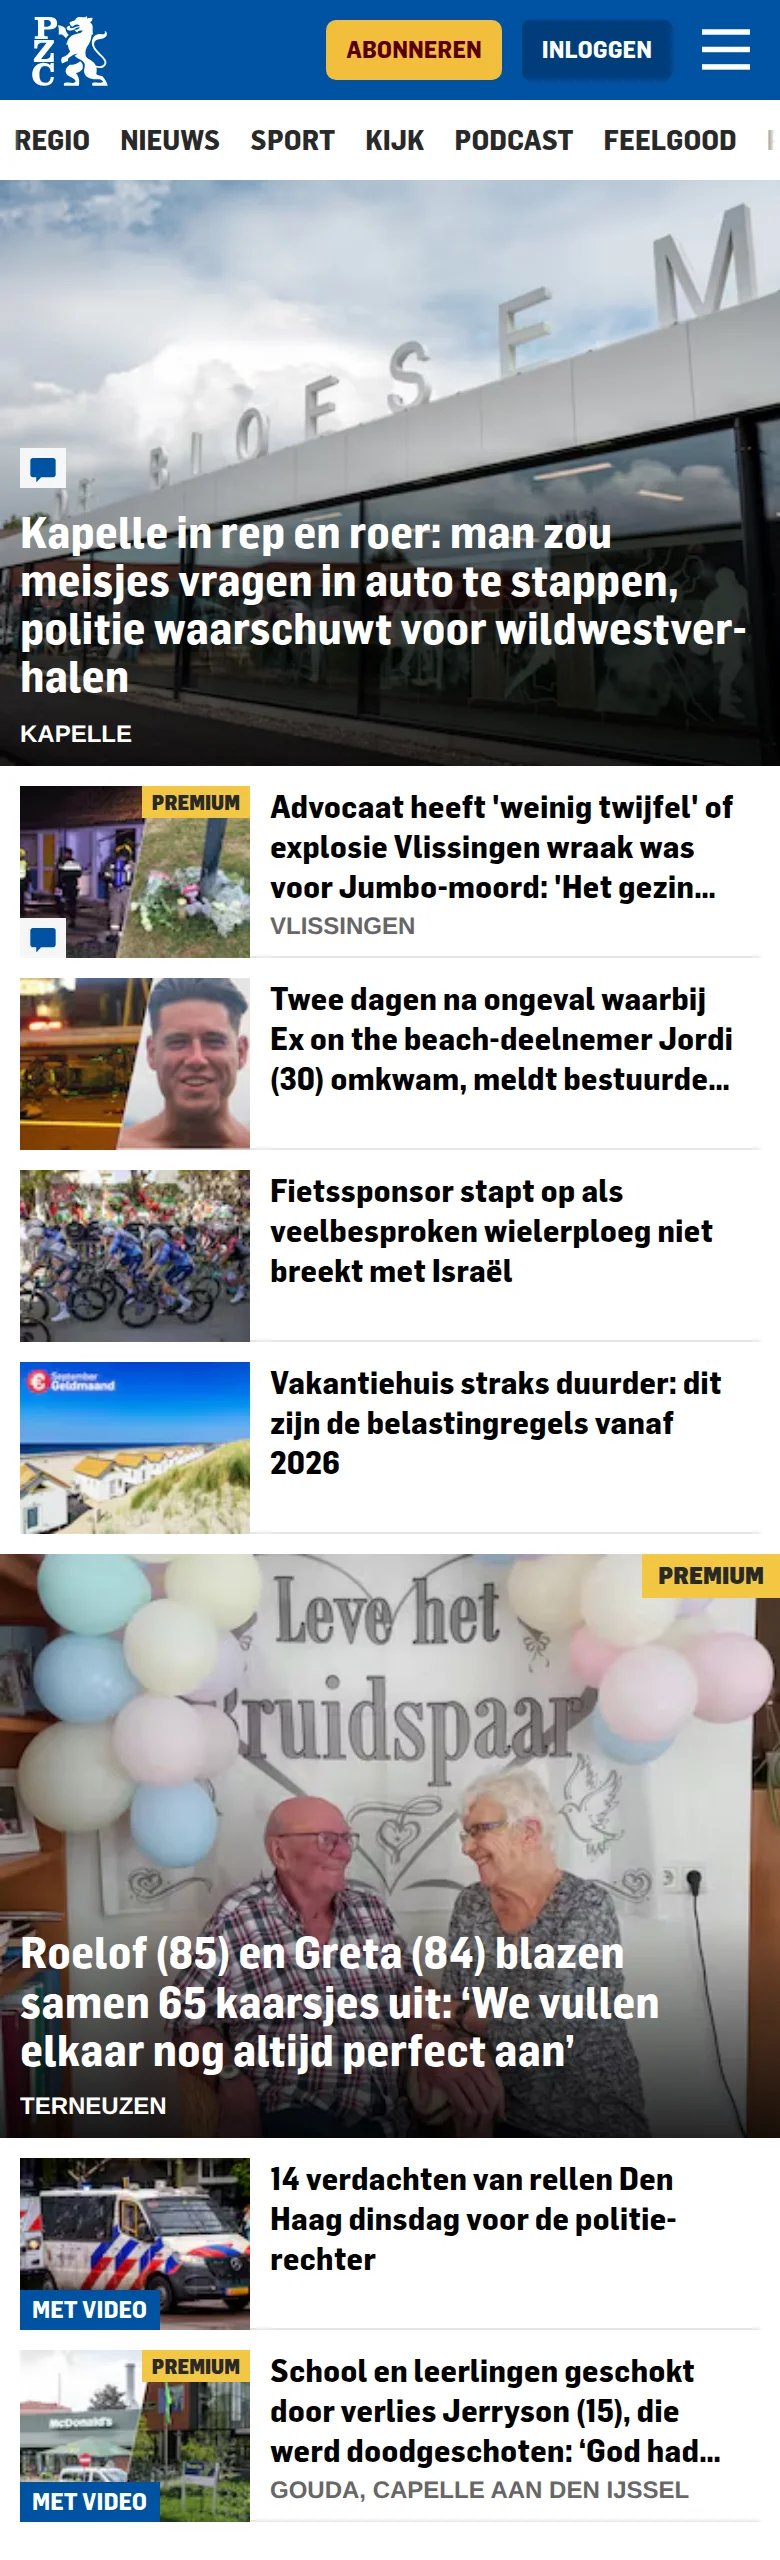 PZC
ABONNEREN
INLOGGEN
REGIO NIEUWS SPORT KIJK PODCAST FEELGOOD
BLOESEM
Kapelle in rep en roer: man zou
meisjes vragen in auto te stappen,
politie waarschuwt voor wildwestver-
halen
KAPELLE
PREMIUM
Advocaat heeft 'weinig twijfel' of
explosie Vlissingen wraak was
voor Jumbo-moord: 'Het gezin...
VLISSINGEN
Twee dagen na ongeval waarbij
Ex on the beach-deelnemer Jordi
(30) omkwam, meldt bestuurde...
Fietssponsor stapt op als
veelbesproken wielerploeg niet
breekt met Israël
September
Geldmaand
Vakantiehuis straks duurder: dit
zijn de belastingregels vanaf
2026
PREMIUM
Leve het
Bruidspaar
Roelof (85) en Greta (84) blazen
samen 65 kaarsjes uit: ‘We vullen
elkaar nog altijd perfect aan’
TERNEUZEN
14 verdachten van rellen Den
Haag dinsdag voor de politie-
rechter
MET VIDEO
PREMIUM
McDonald's
School en leerlingen geschokt
door verlies Jerryson (15), die
werd doodgeschoten: ‘God had...
GOUDA, CAPELLE AAN DEN IJSSEL
MET VIDEO